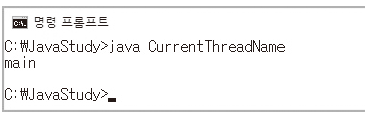 명령 프롬프트
C:₩JavaStudy>java CurrentThreadName
main
C:₩JavaStudy>